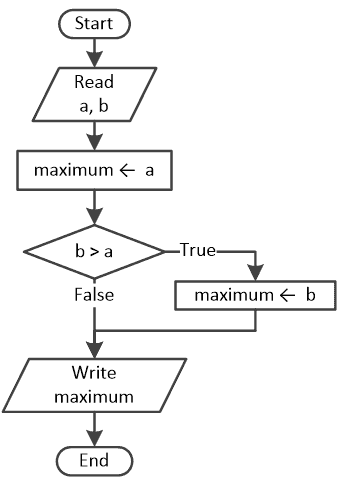 Start
Read
a, b
maximum ← a
b > a
True
False
maximum ← b
Write
maximum
End